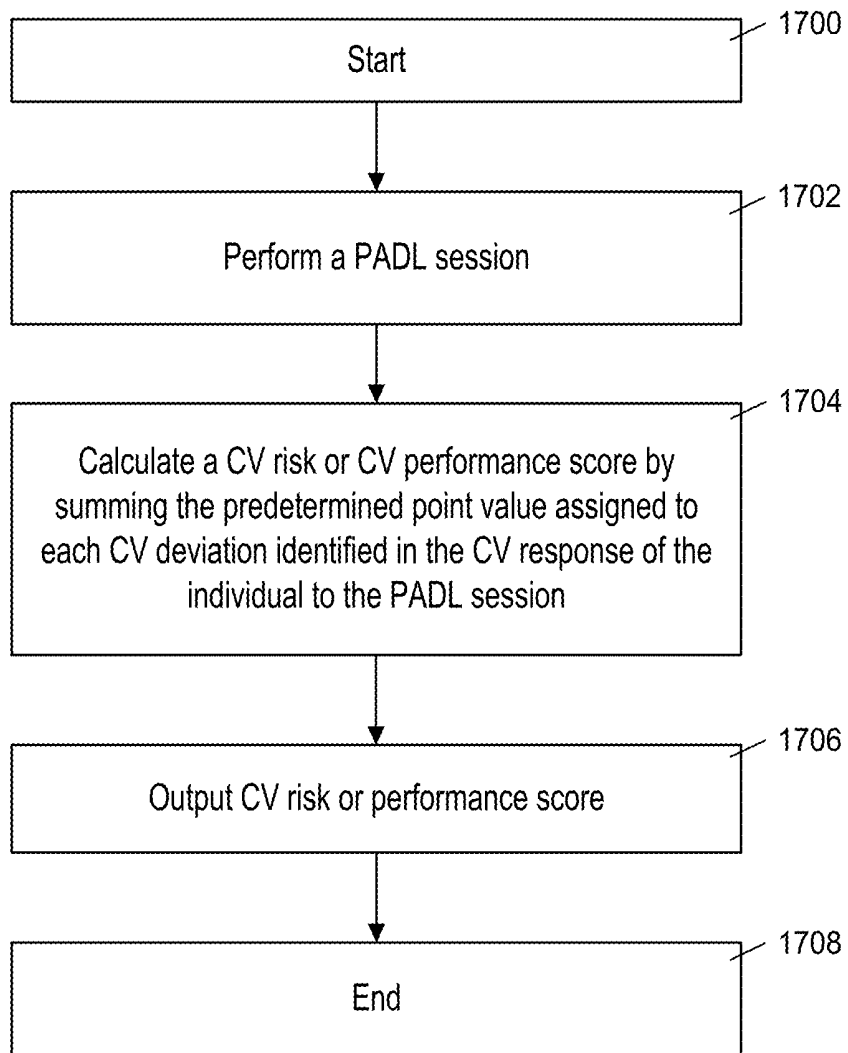 1700
Start
1702
Perform a PADL session
1704
Calculate a CV risk or CV performance score by
summing the predetermined point value assigned to
each CV deviation identified in the CV response of the
individual to the PADL session
1706
Output CV risk or performance score
1708
End